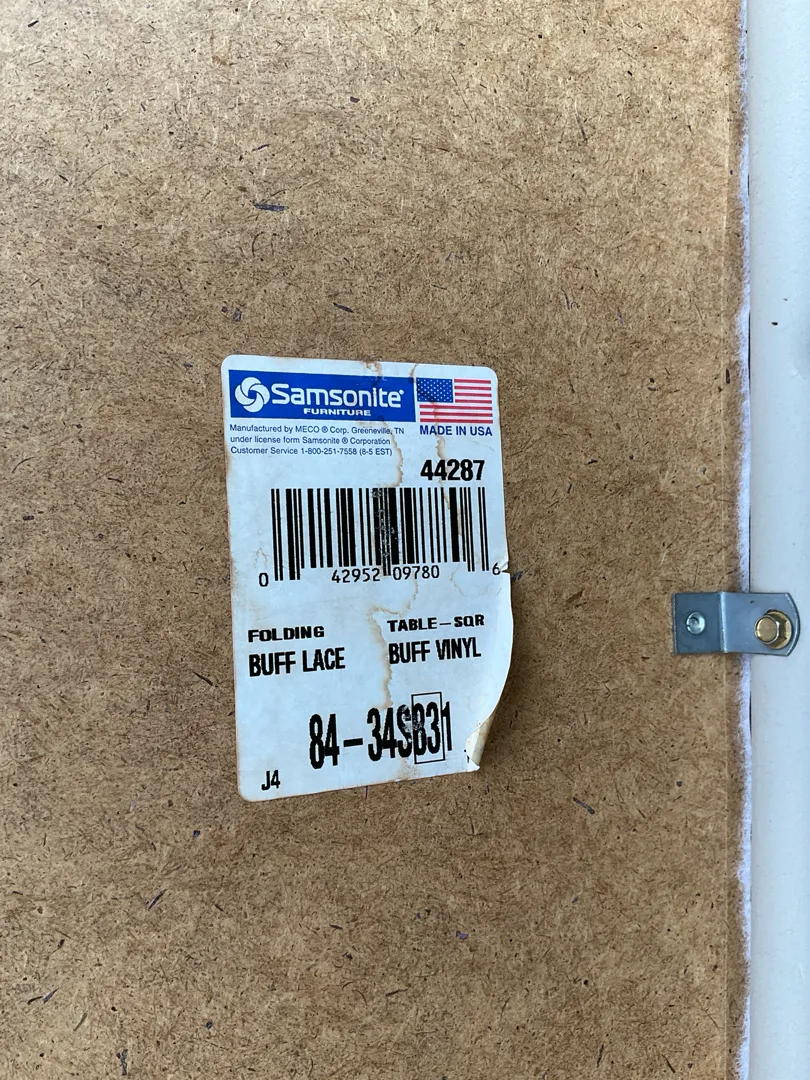 Samsonite®
FURNITURE
Manufactured by MECO ® Corp. Greeneville, TN
under license form Samsonite ® Corporation
Customer Service 1-800-251-7558 (8-5 EST)
MADE IN USA
44287
0 42952 09780 6
FOLDING TABLE-SQR
BUFF LACE BUFF VINYL
84-34SB31
J4